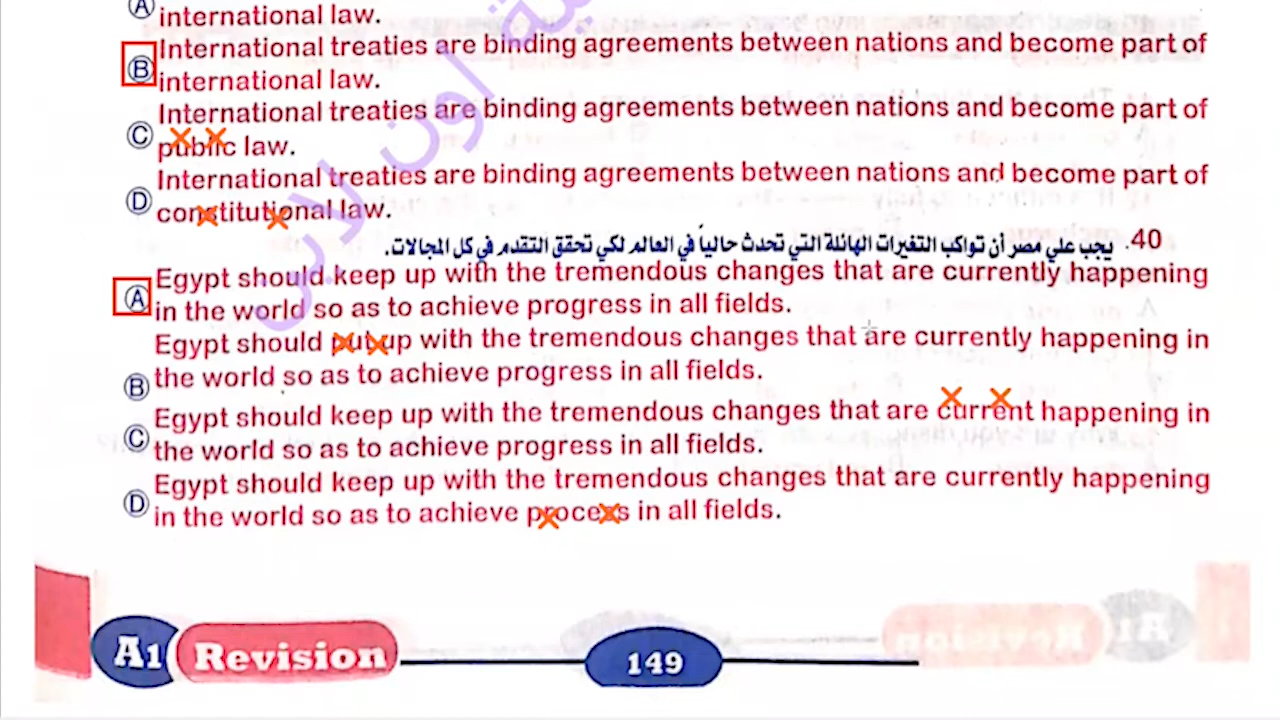 A international law.
International treaties are binding agreements between nations and become part of
B international law.
International treaties are binding agreements between nations and become part of
C public law.
International treaties are binding agreements between nations and become part of
D constitutional law.
40. يجب علي مصر أن تواكب التغيرات الهائلة التي تحدث حالياً في العالم لكي تحقق التقدم في كل المجالات.
Egypt should keep up with the tremendous changes that are currently happening
A in the world so as to achieve progress in all fields.
Egypt should put up with the tremendous changes that are currently happening in
B the world so as to achieve progress in all fields.
Egypt should keep up with the tremendous changes that are current happening in
C the world so as to achieve progress in all fields.
Egypt should keep up with the tremendous changes that are currently happening
D in the world so as to achieve process in all fields.
A1 Revision 149
اون لاين